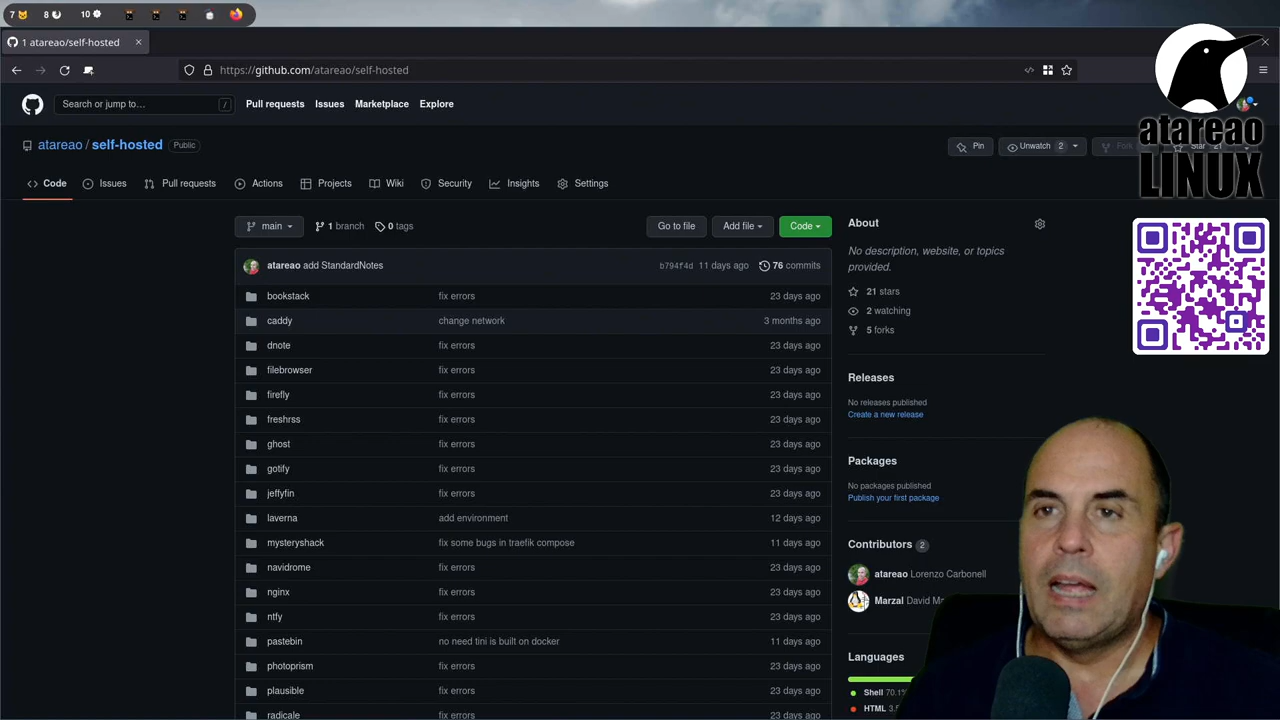 7
8
10
1 atareao/self-hosted
https://github.com/atareao/self-hosted
atareao
LINUX
Search or jump to…
/
Pull requests
Issues
Marketplace
Explore
atareao / self-hosted
Public
Pin
Unwatch 2
Fork
Star 21
Code
Issues
Pull requests
Actions
Projects
Wiki
Security
Insights
Settings
main
1 branch
0 tags
Go to file
Add file
Code
atareao add StandardNotes
b794f4d 11 days ago
76 commits
bookstack fix errors 23 days ago
caddy change network 3 months ago
dnote fix errors 23 days ago
filebrowser fix errors 23 days ago
firefly fix errors 23 days ago
freshrss fix errors 23 days ago
ghost fix errors 23 days ago
gotify fix errors 23 days ago
jeffyfin fix errors 23 days ago
laverna add environment 12 days ago
mysteryshack fix some bugs in traefik compose 11 days ago
navidrome fix errors 23 days ago
nginx fix errors 23 days ago
ntfy fix errors 23 days ago
pastebin no need tini is built on docker 11 days ago
photoprism fix errors 23 days ago
plausible fix errors 23 days ago
radicale fix errors 23 days ago
About
No description, website, or topics
provided.
21 stars
2 watching
5 forks
Releases
No releases published
Create a new release
Packages
No packages published
Publish your first package
Contributors 2
atareao Lorenzo Carbonell
Marzal David
Languages
Shell 70.1%
HTML